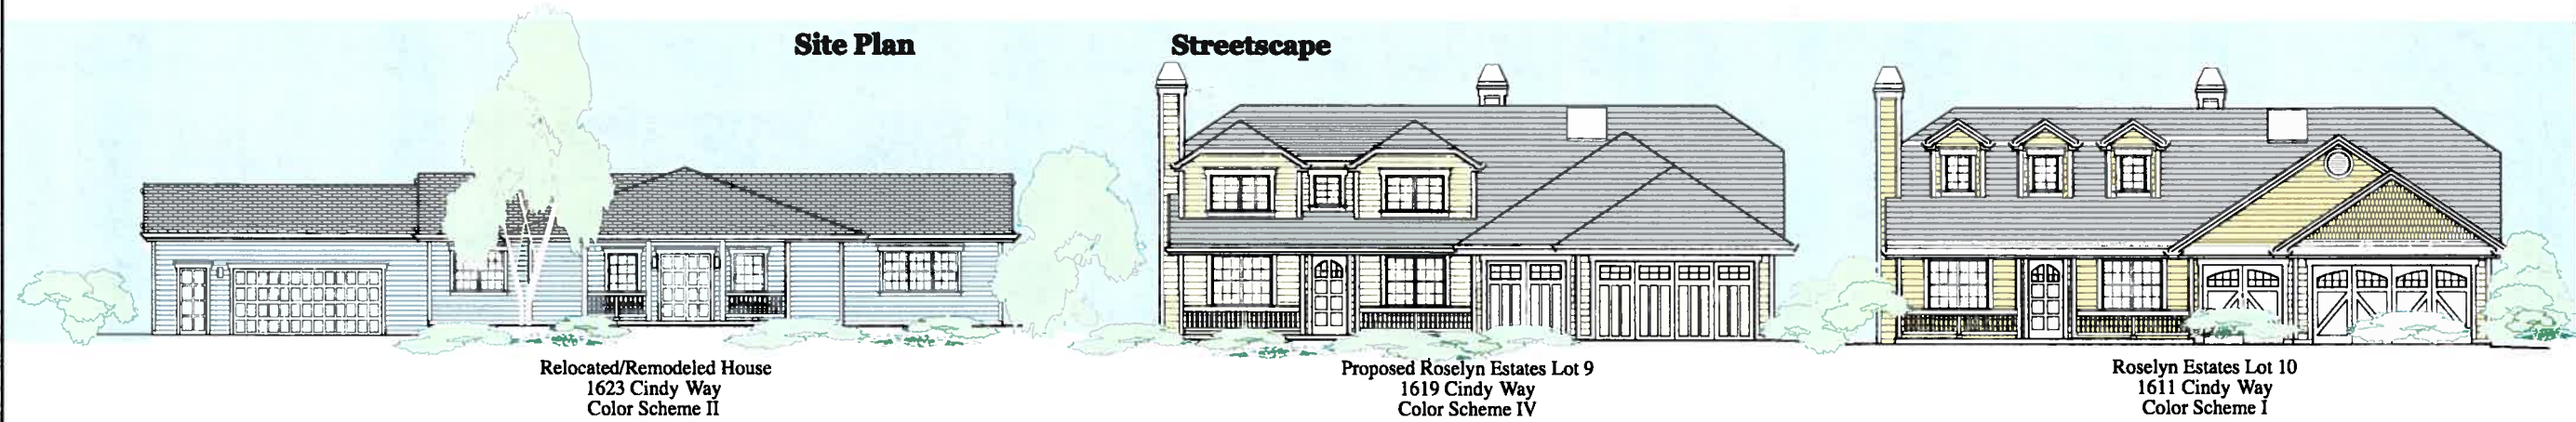 Site Plan
Streetscape
Relocated/Remodeled House
1623 Cindy Way
Color Scheme II
Proposed Roselyn Estates Lot 9
1619 Cindy Way
Color Scheme IV
Roselyn Estates Lot 10
1611 Cindy Way
Color Scheme I